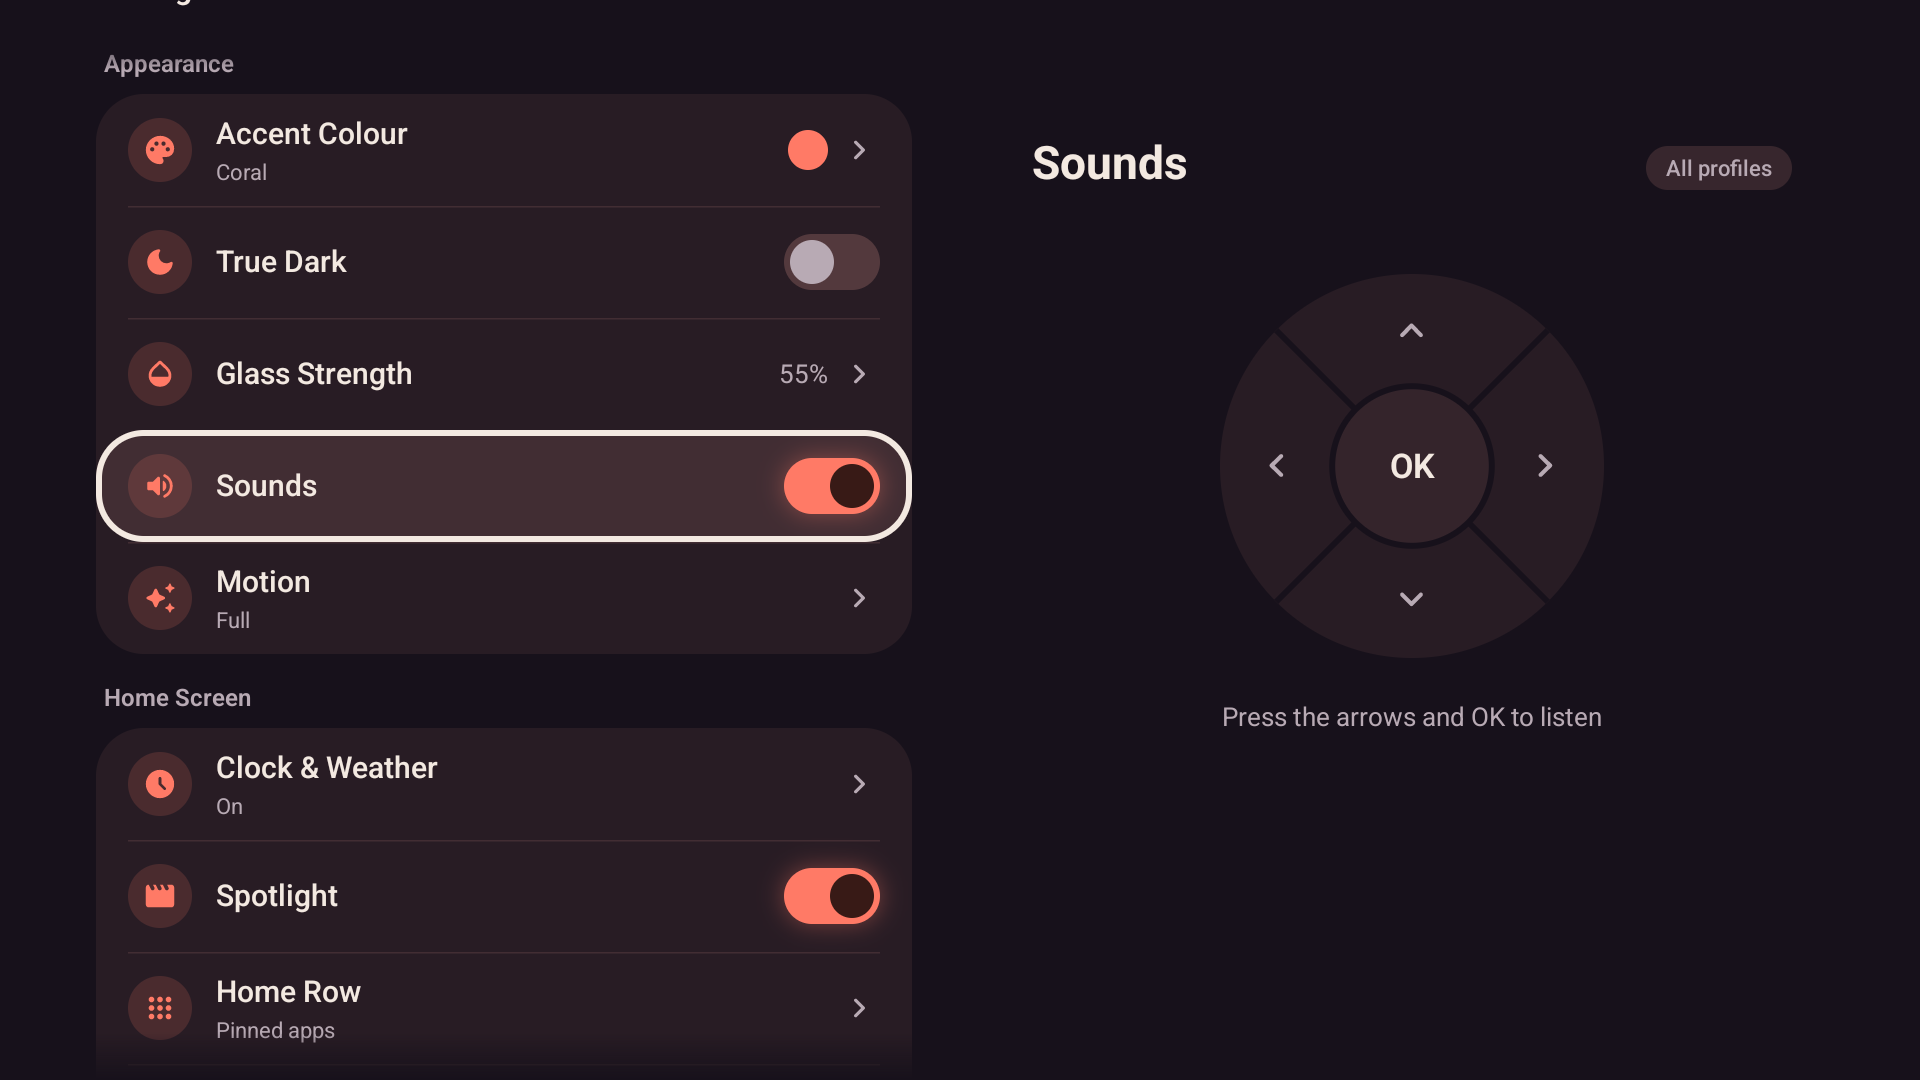 Appearance
Accent Colour
Coral
True Dark
Glass Strength
55%
Sounds
Motion
Full
Home Screen
Clock & Weather
On
Spotlight
Home Row
Pinned apps
Sounds
All profiles
OK
Press the arrows and OK to listen